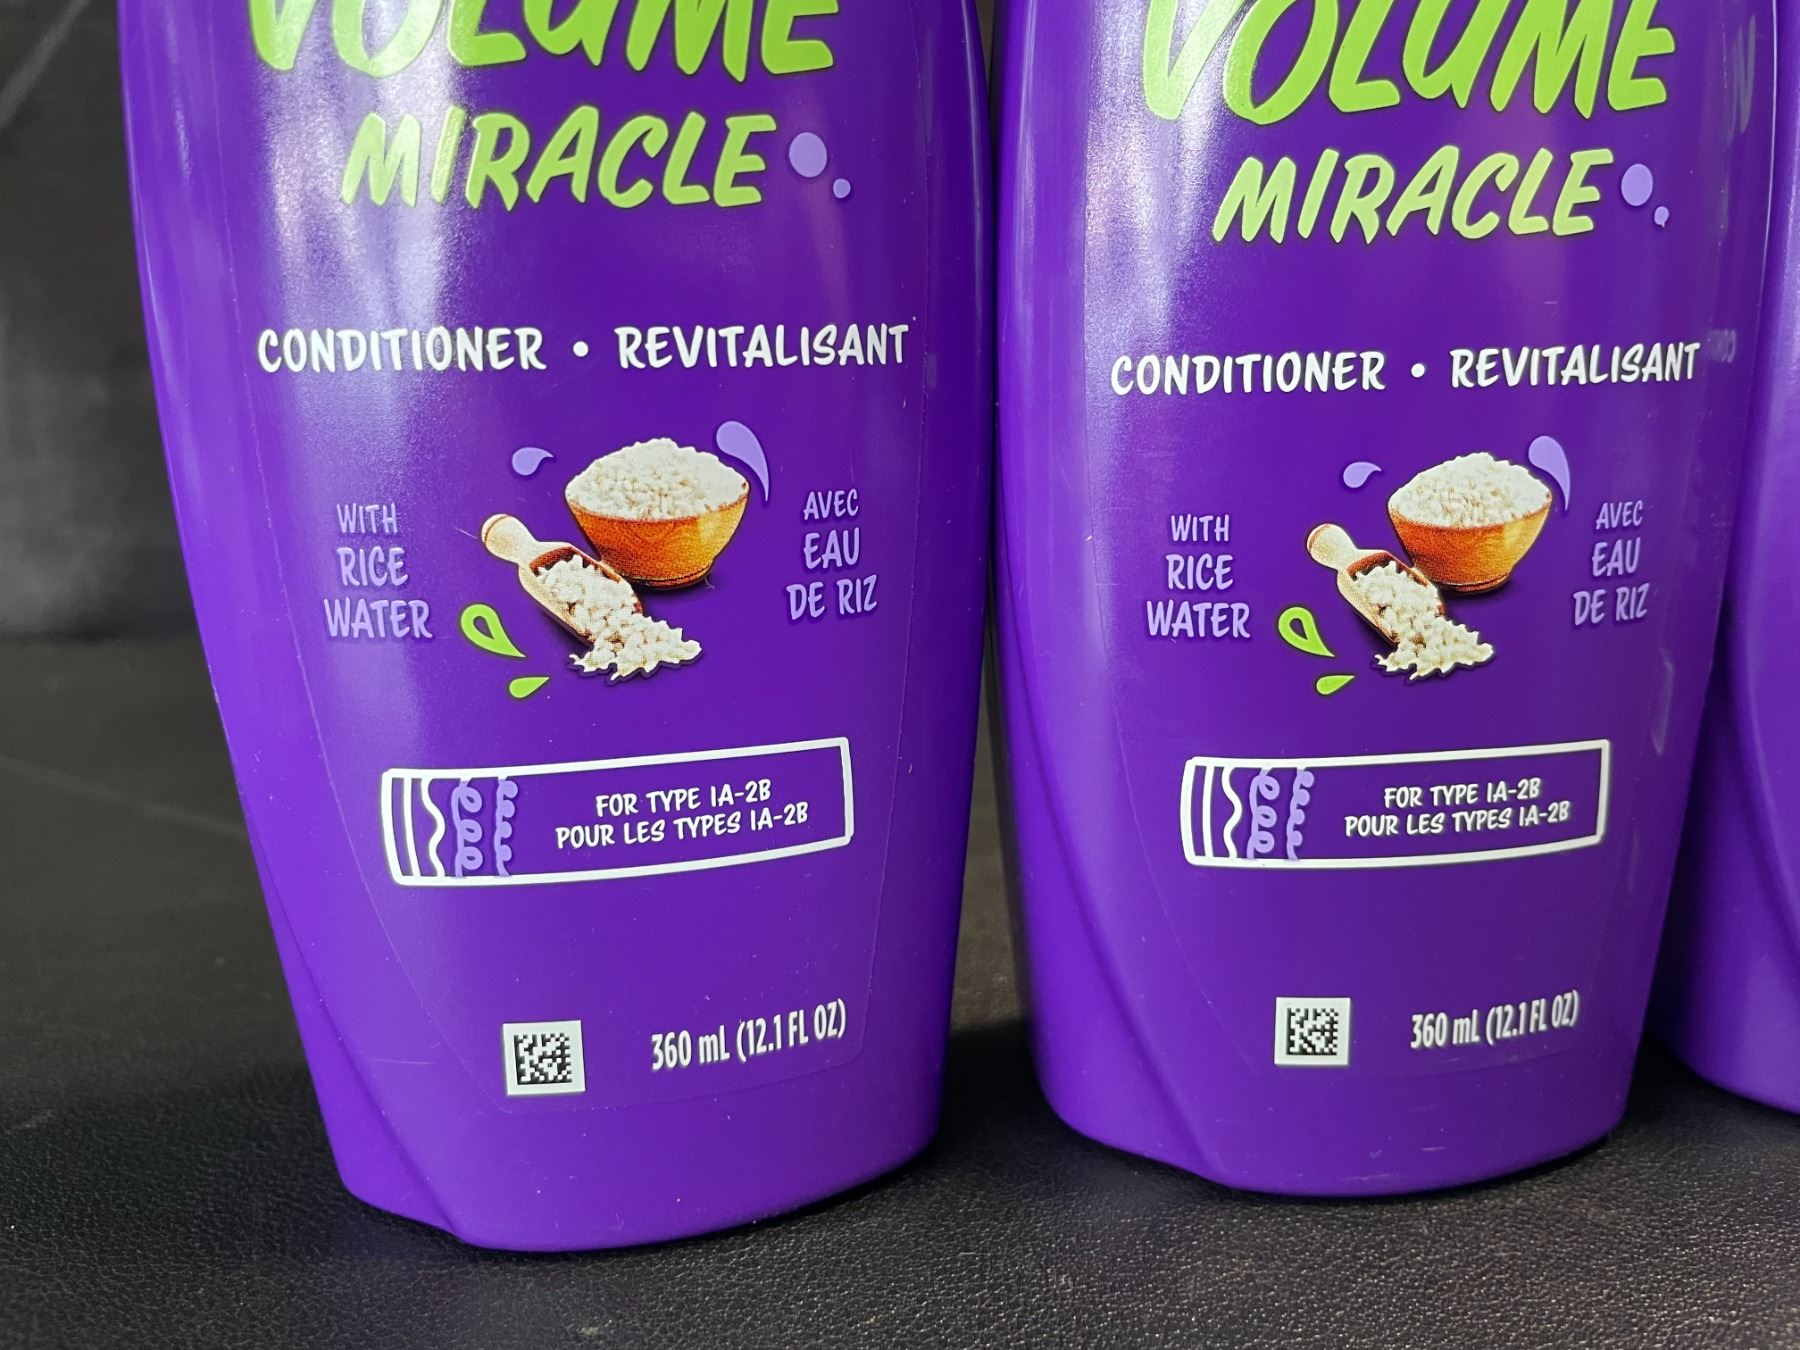 VOLUME
MIRACLE
CONDITIONER • REVITALISANT
WITH
RICE
WATER
AVEC
EAU
DE RIZ
FOR TYPE 1A-2B
POUR LES TYPES 1A-2B
360 mL (12.1 FL OZ)
VOLUME
MIRACLE
CONDITIONER • REVITALISANT
WITH
RICE
WATER
AVEC
EAU
DE RIZ
FOR TYPE 1A-2B
POUR LES TYPES 1A-2B
360 mL (12.1 FL OZ)